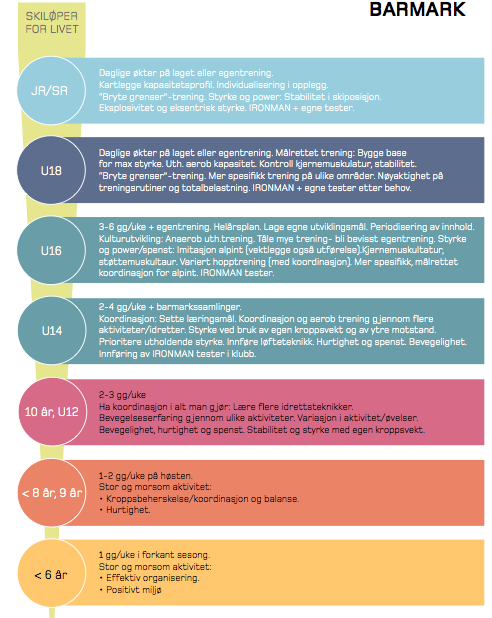 SKILØPER
FOR LIVET
BARMARK
JR/SR
Daglige økter på laget eller egentrening.
Kartlegge kapasitetsprofil. Individualisering i opplegg.
"Bryte grenser"-trening. Styrke og power. Stabilitet i skiposisjon.
Eksplosivitet og eksentrisk styrke. IRONMAN + egne tester.
U18
Daglige økter på laget eller egentrening. Målrettet trening: Bygge base
for max styrke. Uth. aerob kapasitet. Kontroll kjernemuskulatur, stabilitet.
"Bryte grenser"-trening. Mer spesifikk trening på ulike områder. Nøyaktighet på
treningsrutiner og totalbelastning. IRONMAN + egne tester etter behov.
U16
3-6 gg/uke + egentrening. Helårsplan. Lage egne utviklingsmål. Periodisering av innhold.
Kulturutvikling: Anaerob uth.trening. Tåle mye trening- bli bevisst egentrening. Styrke
og power/spenst: Imitasjon alpint (vektlegge også utførelse).Kjernemuskultatur,
støttemuskultaur. Variert hopptrening (med koordinasjon). Mer spesifikk, målrettet
koordinasjon for alpint. IRONMAN tester.
U14
2-4 gg/uke + barmarkssamlinger.
Koordinasjon: Sette læringsmål. Koordinasjon og aerob trening gjennom flere
aktiviteter/idretter. Styrke ved bruk av egen kroppsvekt og av ytre motstand.
Prioritere utholdende styrke. Innføre løfteteknikk. Hurtighet og spenst. Bevegelighet.
Innføring av IRONMAN tester i klubb.
10 år, U12
2-3 gg/uke
Ha koordinasjon i alt man gjør: Lære flere idrettsteknikker.
Bevegelseserfaring gjennom ulike aktiviteter. Variasjon i aktivitet/øvelser.
Bevegelighet, hurtighet og spenst. Stabilitet og styrke med egen kroppsvekt.
< 8 år, 9 år
1-2 gg/uke på høsten.
Stor og morsom aktivitet:
• Kroppsbeherskelse/koordinasjon og balanse.
• Hurtighet.
< 6 år
1 gg/uke i forkant sesong.
Stor og morsom aktivitet:
• Effektiv organisering.
• Positivt miljø